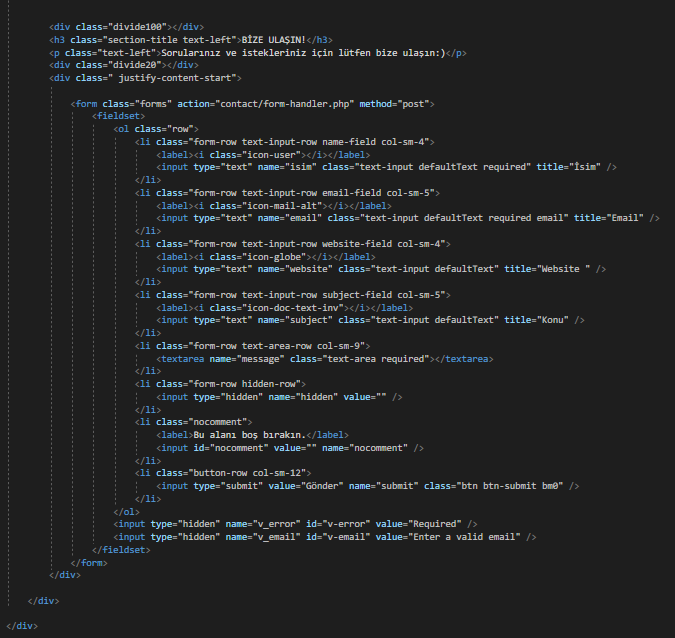 <div class="divide100"></div>
<h3 class="section-title text-left">BİZE ULAŞIN!</h3>
<p class="text-left">Sorularınız ve istekleriniz için lütfen bize ulaşın:)</p>
<div class="divide20"></div>
<div class=" justify-content-start">
<form class="forms" action="contact/form-handler.php" method="post">
<fieldset>
<ol class="row">
<li class="form-row text-input-row name-field col-sm-4">
<label><i class="icon-user"></i></label>
<input type="text" name="isim" class="text-input defaultText required" title="İsim" />
</li>
<li class="form-row text-input-row email-field col-sm-5">
<label><i class="icon-mail-alt"></i></label>
<input type="text" name="email" class="text-input defaultText required email" title="Email" />
</li>
<li class="form-row text-input-row website-field col-sm-4">
<label><i class="icon-globe"></i></label>
<input type="text" name="website" class="text-input defaultText" title="Website " />
</li>
<li class="form-row text-input-row subject-field col-sm-5">
<label><i class="icon-doc-text-inv"></i></label>
<input type="text" name="subject" class="text-input defaultText" title="Konu" />
</li>
<li class="form-row text-area-row col-sm-9">
<textarea name="message" class="text-area required"></textarea>
</li>
<li class="form-row hidden-row">
<input type="hidden" name="hidden" value="" />
</li>
<li class="nocomment">
<label>Bu alanı boş bırakın.</label>
<input id="nocomment" value="" name="nocomment" />
</li>
<li class="button-row col-sm-12">
<input type="submit" value="Gönder" name="submit" class="btn btn-submit bm0" />
</li>
</ol>
<input type="hidden" name="v_error" id="v-error" value="Required" />
<input type="hidden" name="v_email" id="v-email" value="Enter a valid email" />
</fieldset>
</form>
</div>
</div>
</div>